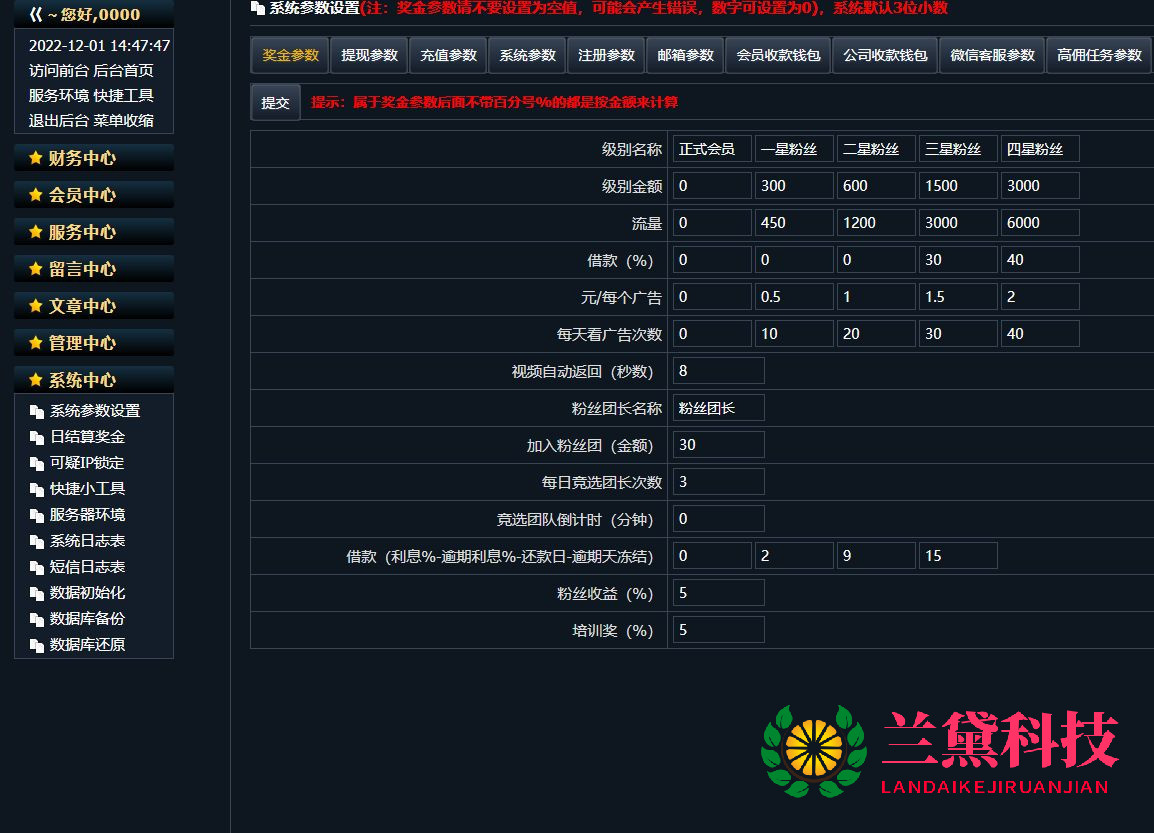 ⟪ ~ 您好,0000
2022-12-01 14:47:47
访问前台 后台首页
服务环境 快捷工具
退出后台 菜单收缩
财务中心
会员中心
服务中心
留言中心
文章中心
管理中心
系统中心
系统参数设置
日结算奖金
可疑IP锁定
快捷小工具
服务器环境
系统日志表
短信日志表
数据初始化
数据库备份
数据库还原
系统参数设置(注：奖金参数请不要设置为空值，可能会产生错误，数字可设置为0)，系统默认3位小数
奖金参数 提现参数 充值参数 系统参数 注册参数 邮箱参数 会员收款钱包 公司收款钱包 微信客服参数 高佣任务参数
提交 提示：属于奖金参数后面不带百分号%的都是按金额来计算
级别名称 正式会员 一星粉丝 二星粉丝 三星粉丝 四星粉丝
级别金额 0 300 600 1500 3000
流量 0 450 1200 3000 6000
借款（%） 0 0 0 30 40
元/每个广告 0 0.5 1 1.5 2
每天看广告次数 0 10 20 30 40
视频自动返回（秒数） 8
粉丝团长名称 粉丝团长
加入粉丝团（金额） 30
每日竞选团长次数 3
竞选团队倒计时（分钟） 0
借款（利息%-逾期利息%-还款日-逾期天冻结） 0 2 9 15
粉丝收益（%） 5
培训奖（%） 5
兰黛科技
LANDAIKEJIRUANJIAN